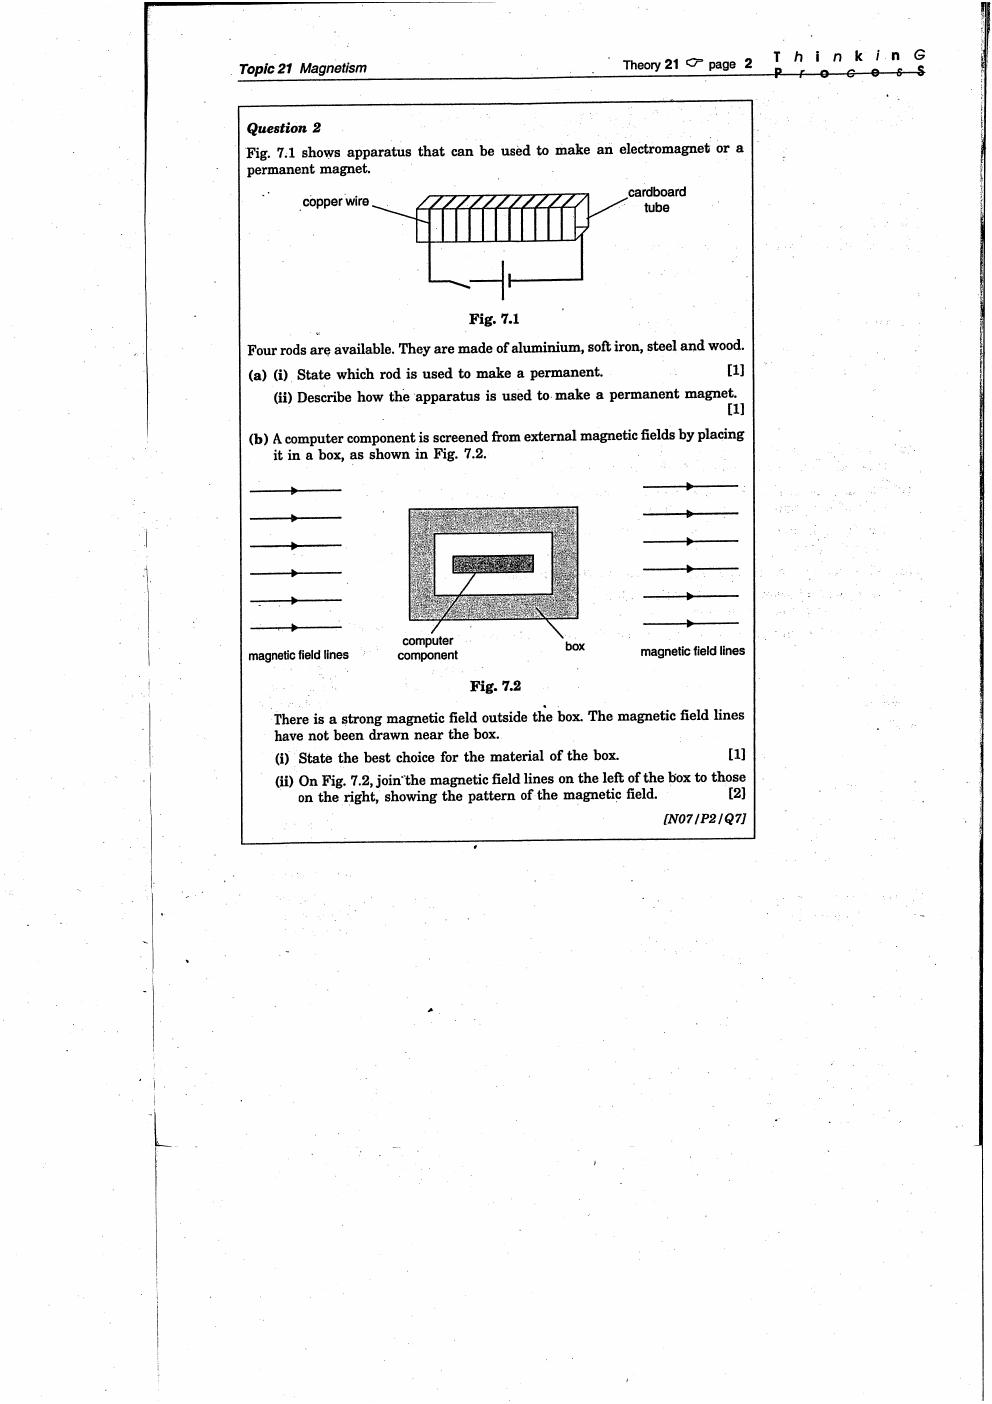 Topic 21 Magnetism
Theory 21 ☞ page 2
T h i n k i n G
P r o c e s S
Question 2
Fig. 7.1 shows apparatus that can be used to make an electromagnet or a
permanent magnet.
copper wire
cardboard
tube
Fig. 7.1
Four rods are available. They are made of aluminium, soft iron, steel and wood.
(a) (i) State which rod is used to make a permanent. [1]
(ii) Describe how the apparatus is used to make a permanent magnet.
[1]
(b) A computer component is screened from external magnetic fields by placing
it in a box, as shown in Fig. 7.2.
computer
component
box
magnetic field lines
magnetic field lines
Fig. 7.2
There is a strong magnetic field outside the box. The magnetic field lines
have not been drawn near the box.
(i) State the best choice for the material of the box. [1]
(ii) On Fig. 7.2, join the magnetic field lines on the left of the box to those
on the right, showing the pattern of the magnetic field. [2]
[N07/P2/Q7]